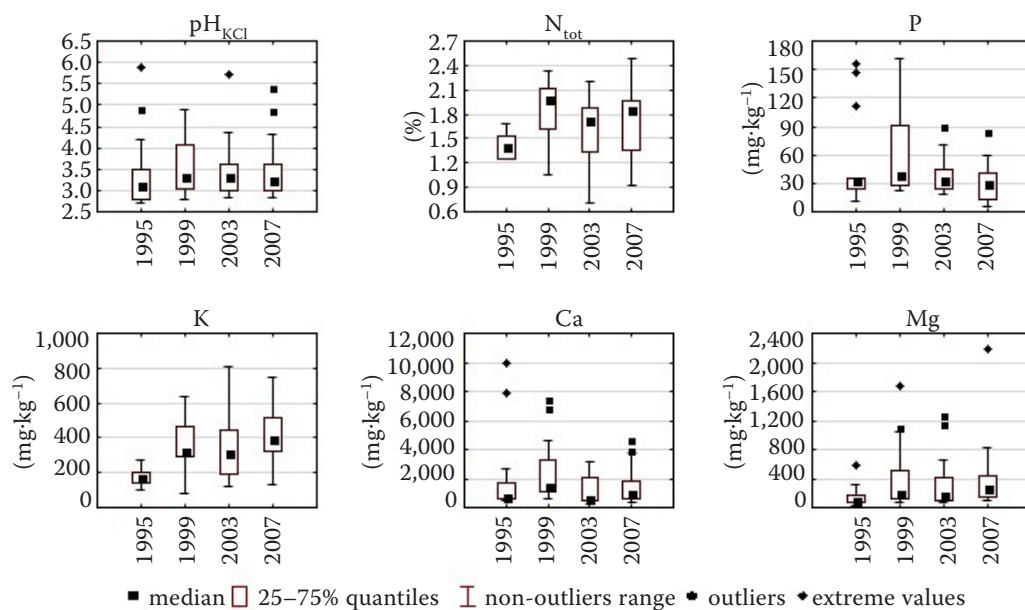 pH_KCl N_tot P
6.5 2.7 180
6.0 2.4 150
5.5 2.1 120
5.0 1.8 90
4.5 1.5 60
4.0 1.2 30
3.5 0.9 0
3.0 0.6
2.5
(%) (mg·kg⁻¹)
1995 1999 2003 2007 1995 1999 2003 2007 1995 1999 2003 2007
K Ca Mg
1,000 12,000 2,400
800 10,000 2,000
600 8,000 1,600
400 6,000 1,200
200 4,000 800
0 2,000 400
0 0
(mg·kg⁻¹) (mg·kg⁻¹) (mg·kg⁻¹)
1995 1999 2003 2007 1995 1999 2003 2007 1995 1999 2003 2007
median 25–75% quantiles non-outliers range outliers extreme values